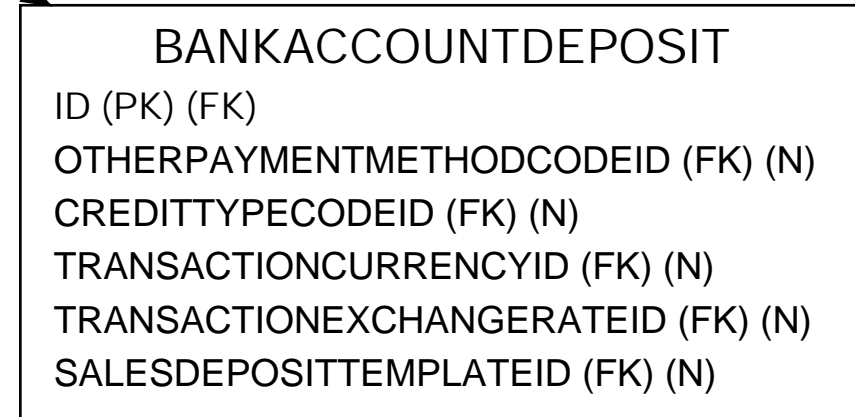 BANKACCOUNTDEPOSIT
ID (PK) (FK)
OTHERPAYMENTMETHODCODEID (FK) (N)
CREDITTYPECODEID (FK) (N)
TRANSACTIONCURRENCYID (FK) (N)
TRANSACTIONEXCHANGERATEID (FK) (N)
SALESDEPOSITTEMPLATEID (FK) (N)